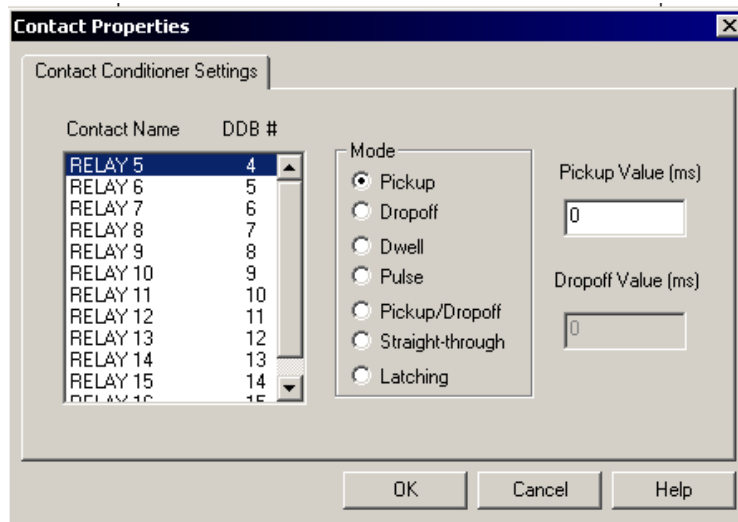 Contact Properties
Contact Conditioner Settings
Contact Name DDB #
RELAY 5 4
RELAY 6 5
RELAY 7 6
RELAY 8 7
RELAY 9 8
RELAY 10 9
RELAY 11 10
RELAY 12 11
RELAY 13 12
RELAY 14 13
RELAY 15 14
RELAY 16 15
Mode
Pickup
Dropoff
Dwell
Pulse
Pickup/Dropoff
Straight-through
Latching
Pickup Value (ms)
0
Dropoff Value (ms)
0
OK Cancel Help